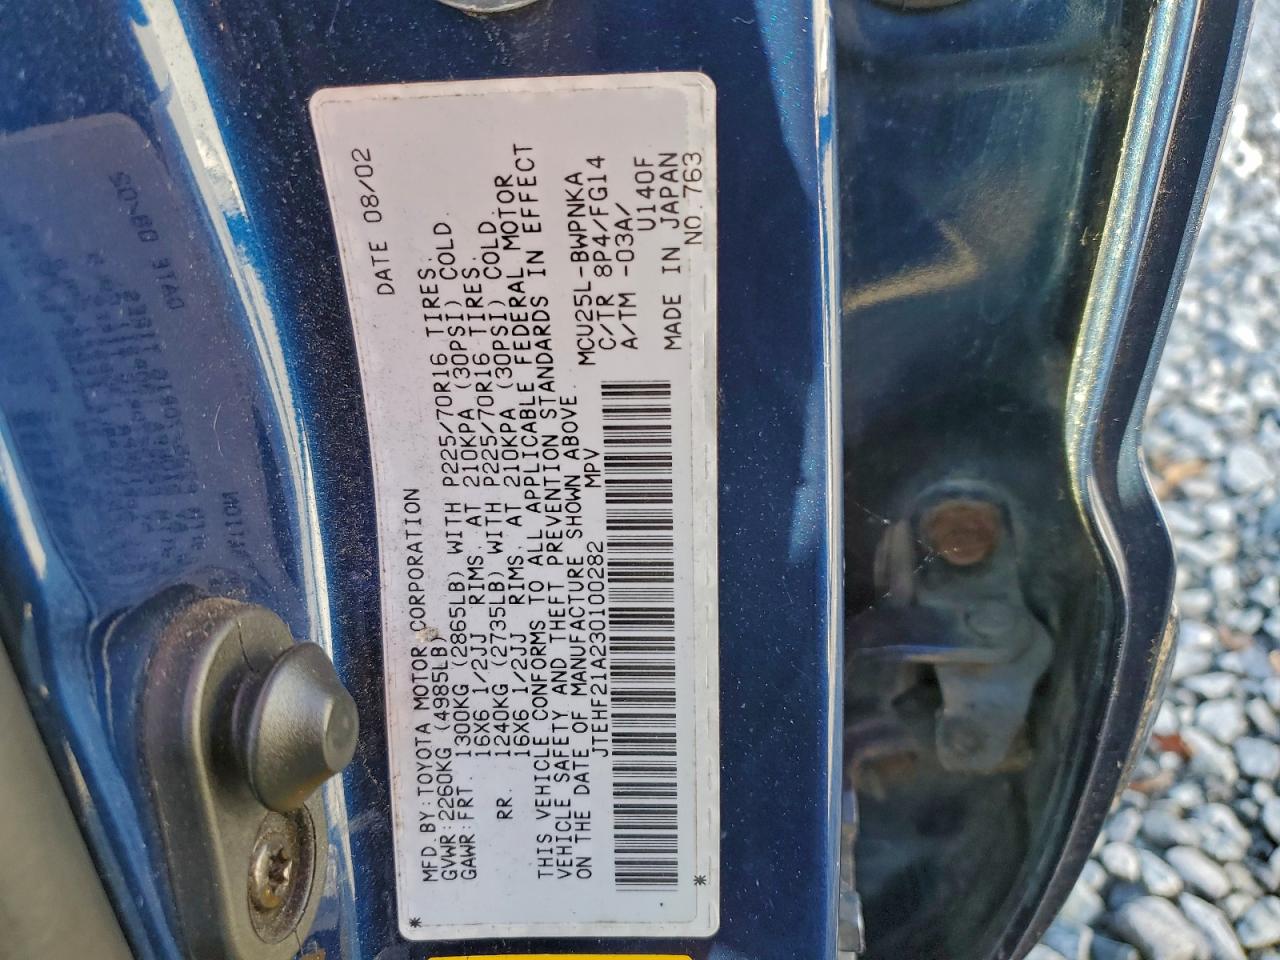 DATE 08/02
MFD. BY: TOYOTA MOTOR CORPORATION
GVWR: 2260KG (4985LB)
GAWR: FRT. 1300KG (2865LB) WITH P225/70R16 TIRES.
16X6 1/2JJ RIMS. AT 210KPA (30PSI) COLD.
RR. 1240KG (2735LB) WITH P225/70R16 TIRES.
16X6 1/2JJ RIMS. AT 210KPA (30PSI) COLD.
THIS VEHICLE CONFORMS TO ALL APPLICABLE FEDERAL MOTOR
VEHICLE SAFETY AND THEFT PREVENTION STANDARDS IN EFFECT
ON THE DATE OF MANUFACTURE SHOWN ABOVE.
JTEHF21A230100282 MPV
MCU25L-BWPNKA
C/TR 8P4/FG14
A/TM -03A/
U140F
MADE IN JAPAN
NO. 763